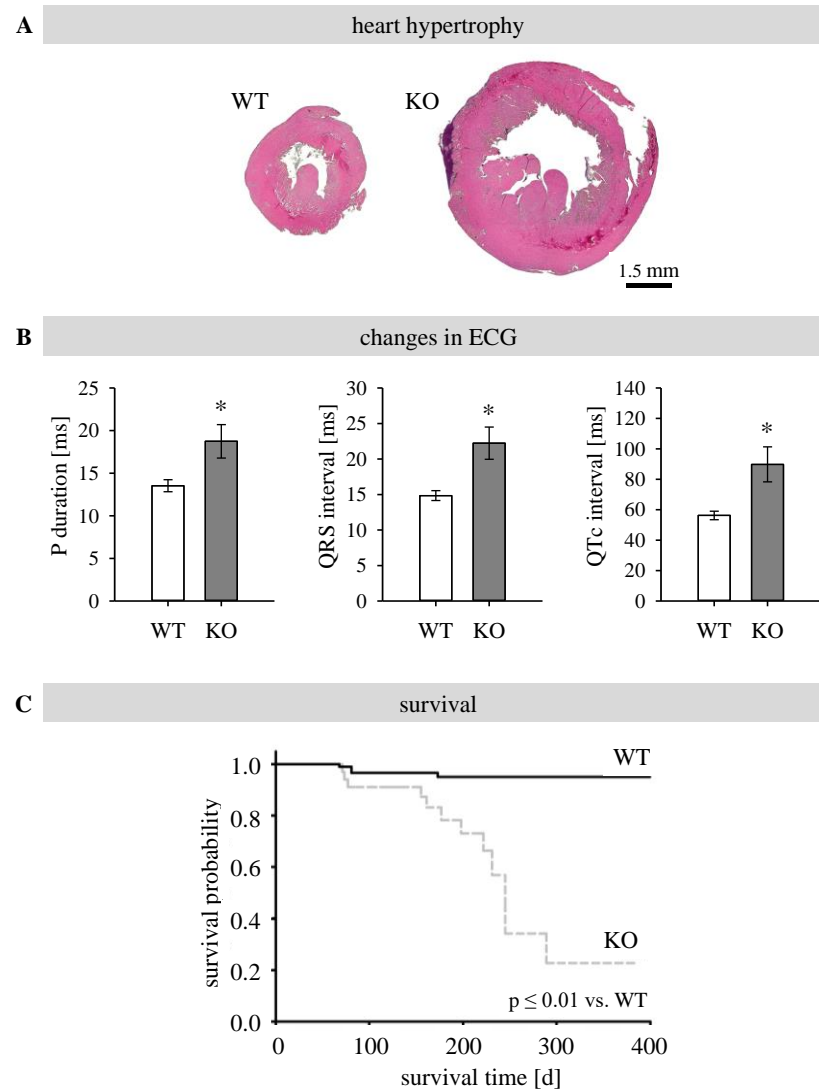 A heart hypertrophy
WT KO
1.5 mm
B changes in ECG
P duration [ms]
25
20
15
10
5
0
*
WT KO
QRS interval [ms]
30
25
20
15
10
5
0
*
WT KO
QTc interval [ms]
140
120
100
80
60
40
20
0
*
WT KO
C survival
survival probability
1.0
0.8
0.6
0.4
0.2
0.0
WT
KO
p ≤ 0.01 vs. WT
0 100 200 300 400
survival time [d]